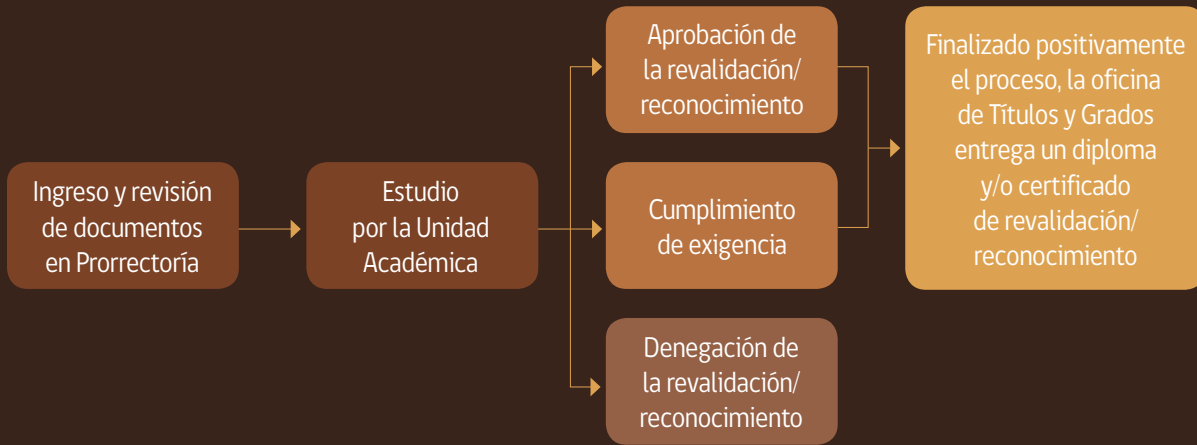 Ingreso y revisión
de documentos
en Prorrectoría
Estudio
por la Unidad
Académica
Aprobación de
la revalidación/
reconocimiento
Cumplimiento
de exigencia
Denegación de
la revalidación/
reconocimiento
Finalizado positivamente
el proceso, la oficina
de Títulos y Grados
entrega un diploma
y/o certificado
de revalidación/
reconocimiento